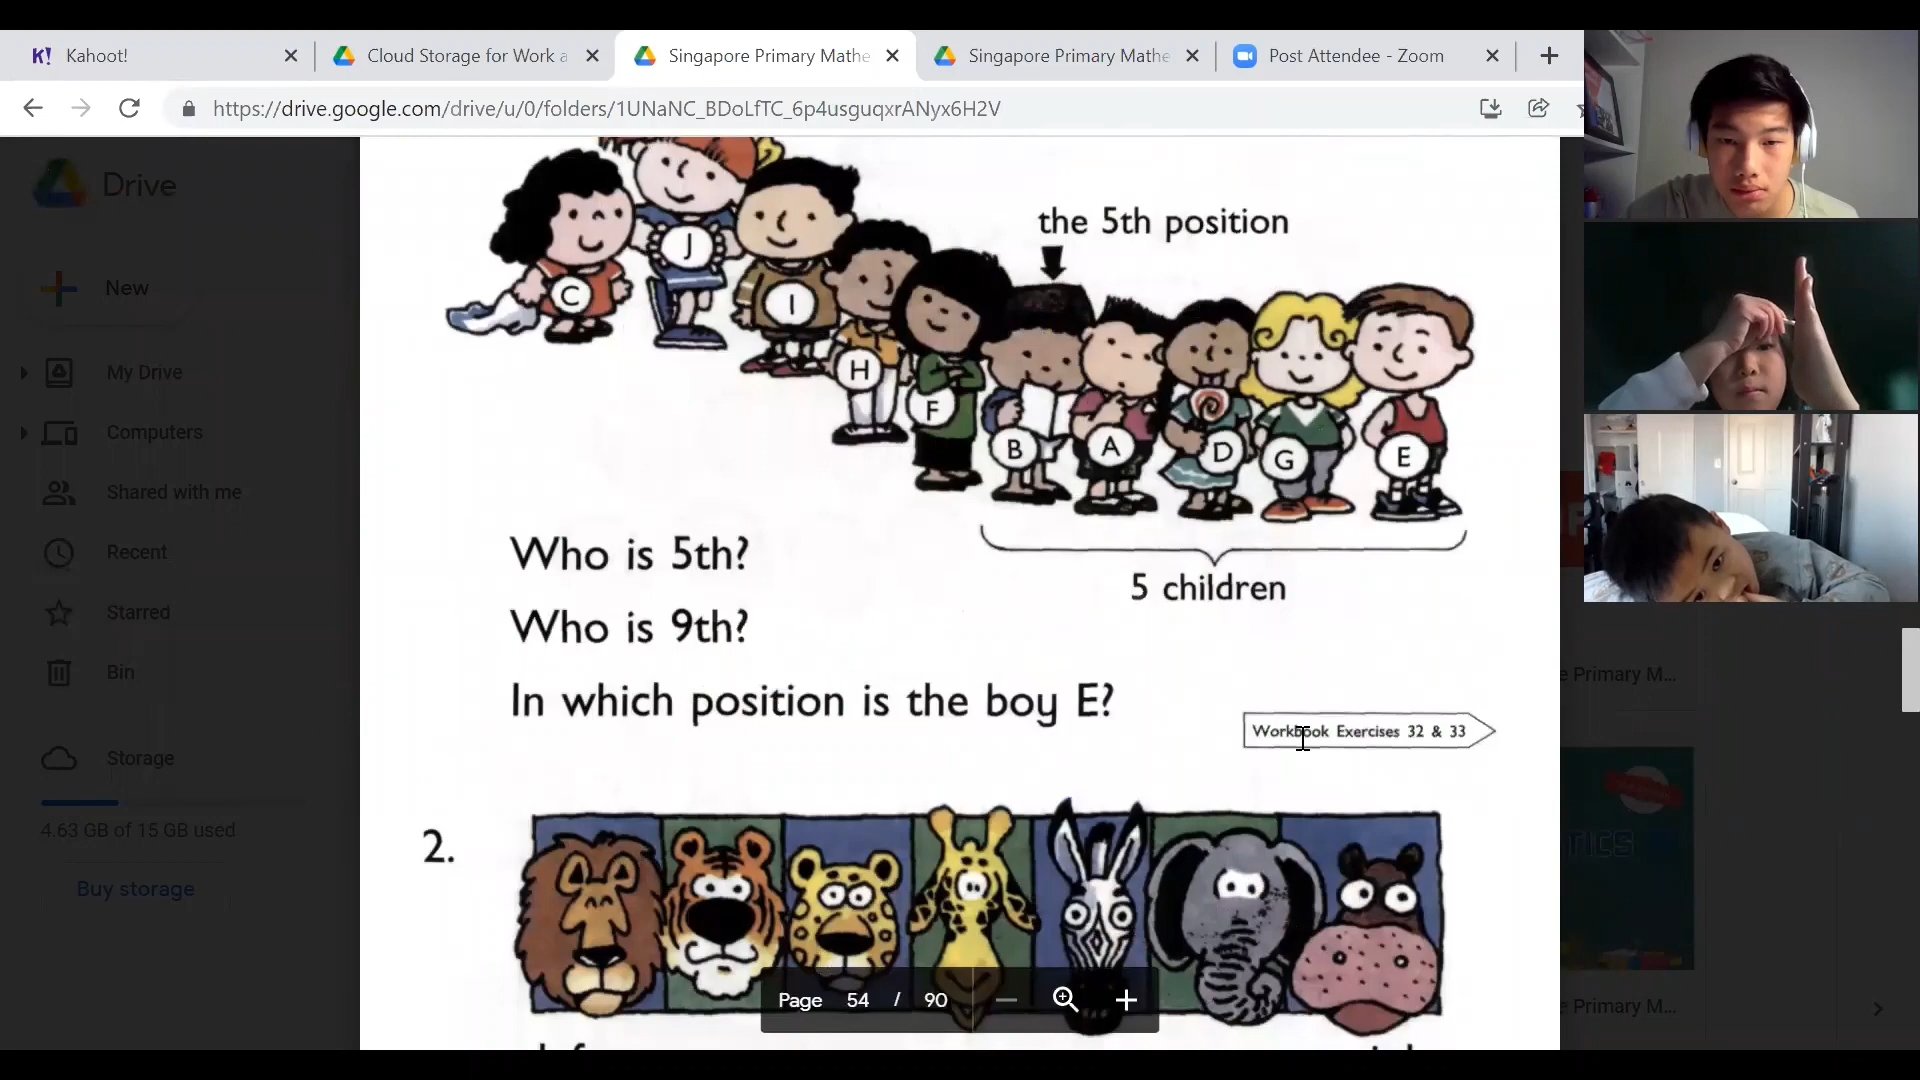 Kahoot!
Cloud Storage for Work a
Singapore Primary Mathe
Singapore Primary Mathe
Post Attendee - Zoom
https://drive.google.com/drive/u/0/folders/1UNaNC_BDoLfTC_6p4usguqxrANyx6H2V
Drive
New
My Drive
Computers
Shared with me
Recent
Starred
Bin
Storage
4.63 GB of 15 GB used
Buy storage
the 5th position
C
J
I
H
F
B
A
D
G
E
5 children
Who is 5th?
Who is 9th?
In which position is the boy E?
Workbook Exercises 32 & 33
2.
Page 54 / 90
e Primary M...
TICS
e Primary M...